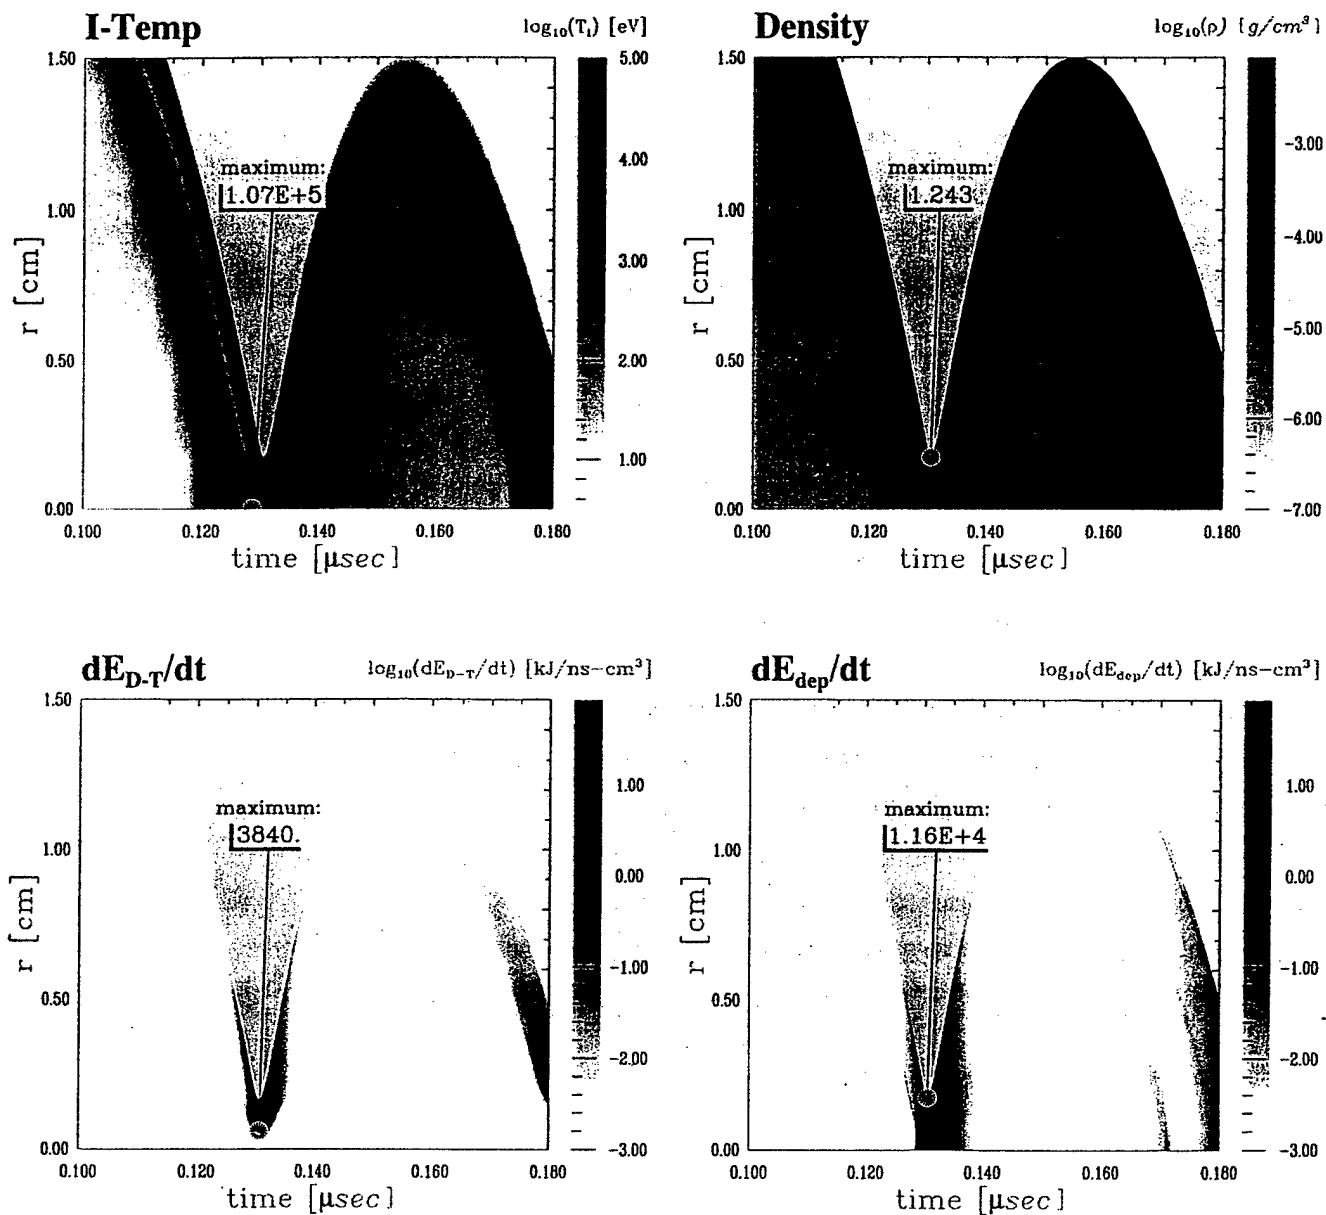 I-Temp log₁₀(Tᵢ) [eV]
Density log₁₀(ρ) [g/cm³]
1.50
5.00
1.50
-3.00
4.00
maximum:
1.07E+5
maximum:
1.243
1.00
1.00
-4.00
r [cm]
3.00
r [cm]
-5.00
0.50
2.00
0.50
-6.00
1.00
0.00
0.00
-7.00
0.100 0.120 0.140 0.160 0.180
0.100 0.120 0.140 0.160 0.180
time [μsec]
time [μsec]
dE_D-T/dt log₁₀(dE_D-T/dt) [kJ/ns-cm³]
dE_dep/dt log₁₀(dE_dep/dt) [kJ/ns-cm³]
1.50
1.50
1.00
1.00
maximum:
3840.
maximum:
1.16E+4
1.00
0.00
1.00
0.00
r [cm]
-1.00
r [cm]
-1.00
0.50
-2.00
0.50
-2.00
0.00
-3.00
0.00
-3.00
0.100 0.120 0.140 0.160 0.180
0.100 0.120 0.140 0.160 0.180
time [μsec]
time [μsec]